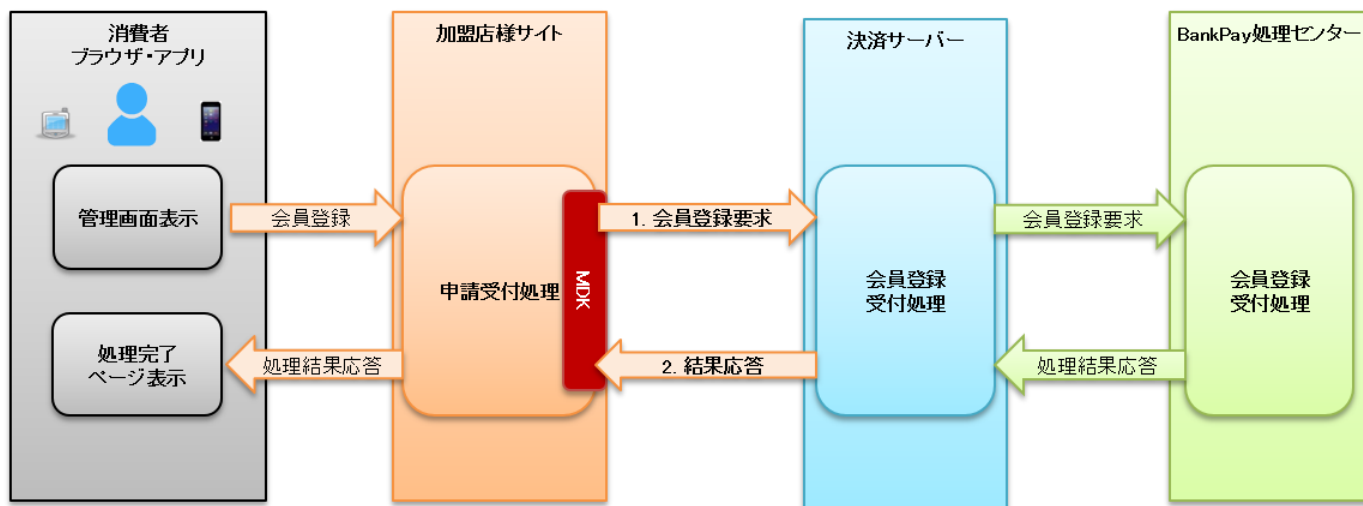 消費者
ブラウザ・アプリ
加盟店様サイト
決済サーバー
BankPay処理センター
管理画面表示
会員登録
1. 会員登録要求
会員登録要求
申請受付処理
MDK
会員登録
受付処理
会員登録
受付処理
処理完了
ページ表示
処理結果応答
2. 結果応答
処理結果応答